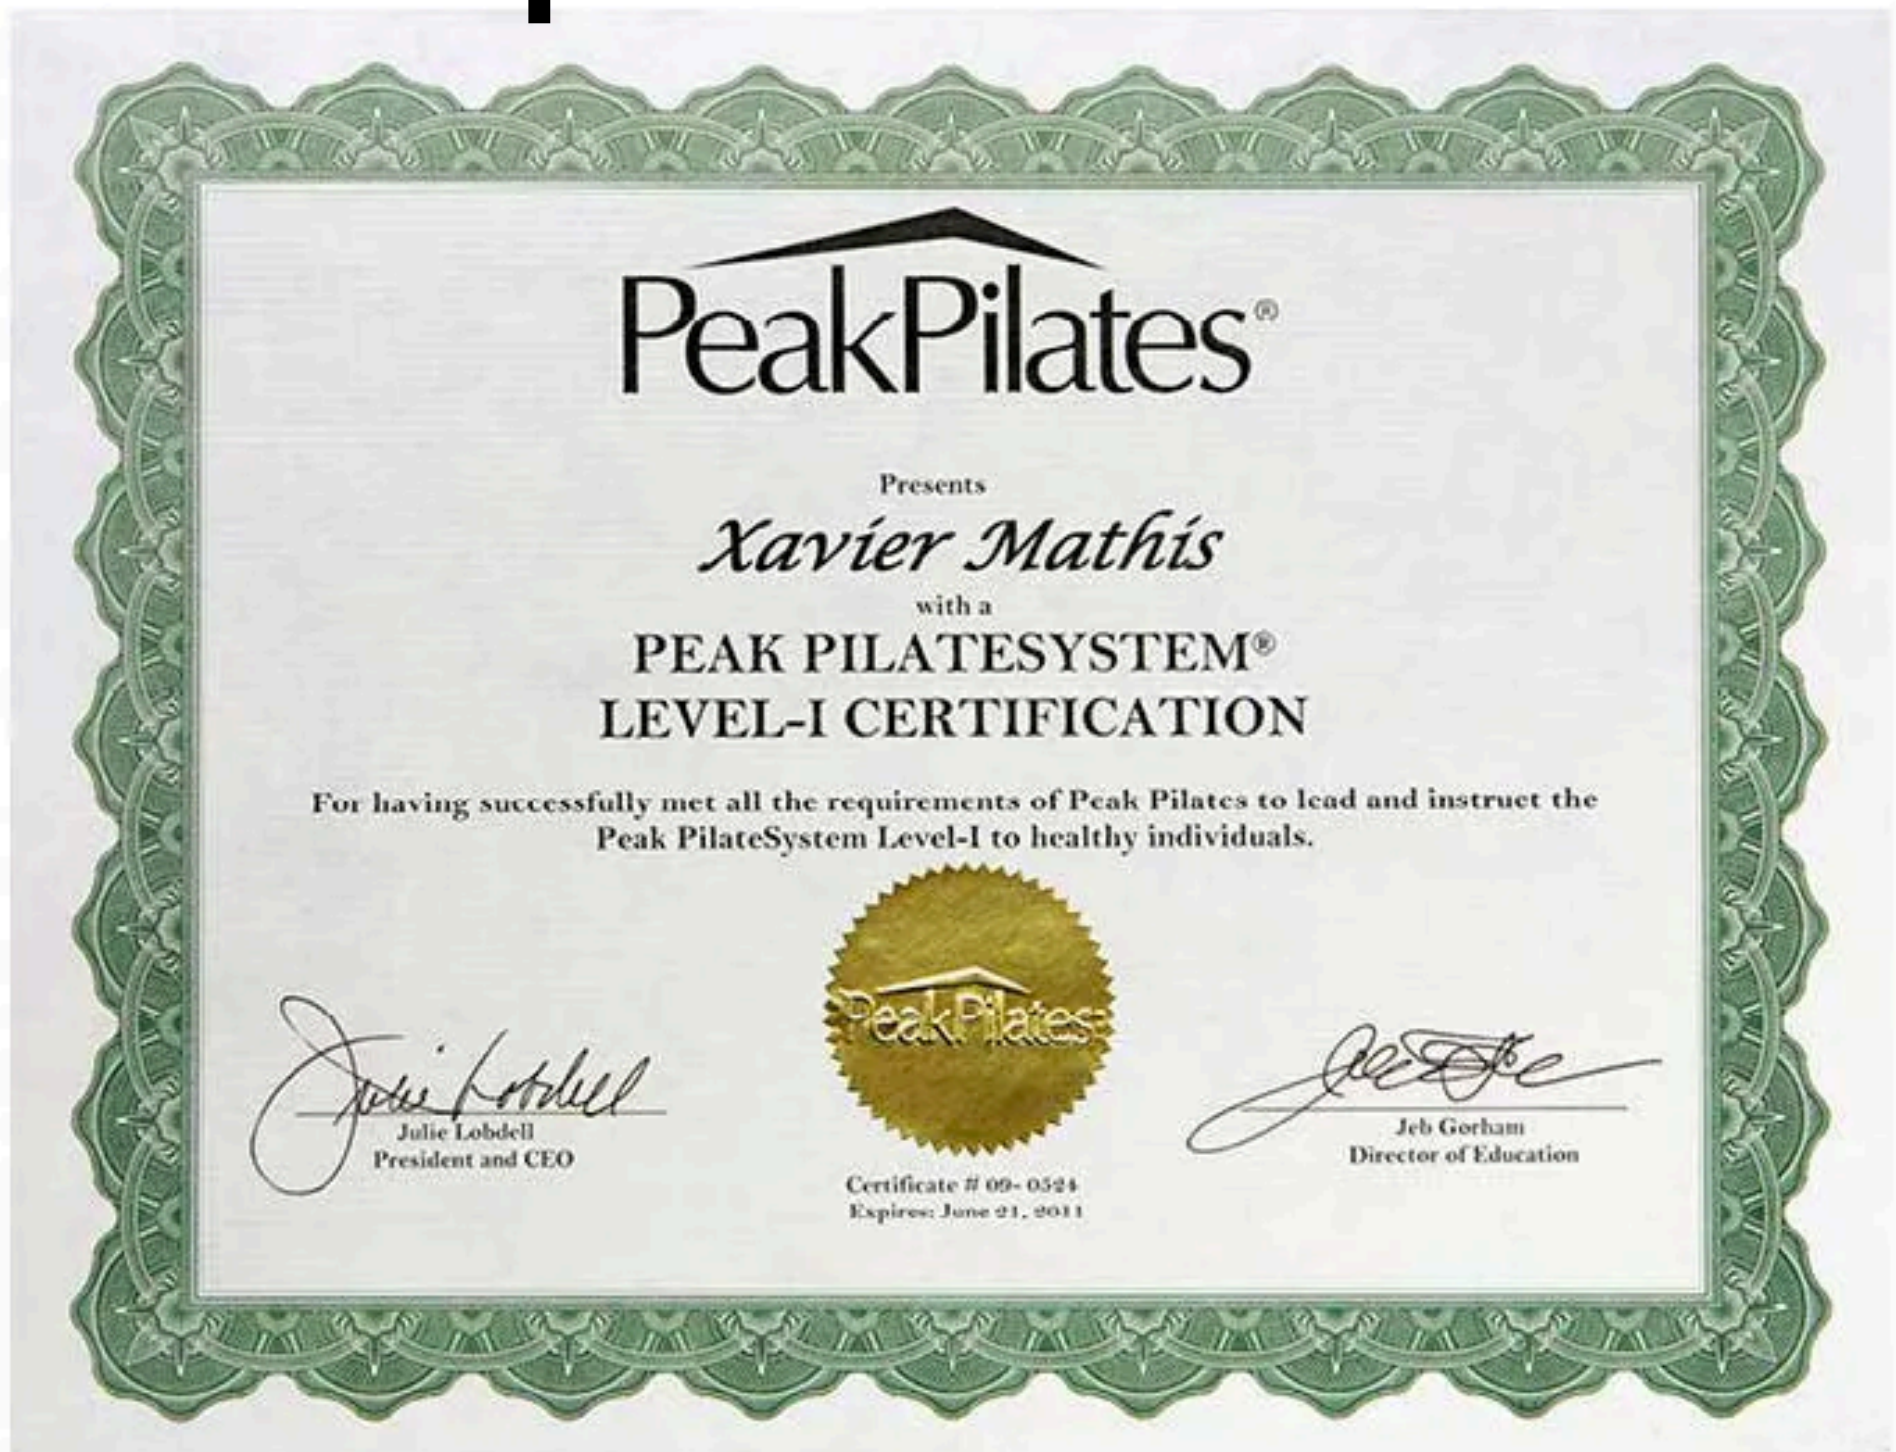 PeakPilates®
Presents
Xavier Mathis
with a
PEAK PILATESYSTEM®
LEVEL-I CERTIFICATION
For having successfully met all the requirements of Peak Pilates to lead and instruct the
Peak PilateSystem Level-I to healthy individuals.
PeakPilates
Julie Lobdell
Julie Lobdell
President and CEO
Jeb Gorham
Director of Education
Certificate # 09-0524
Expires: June 21, 2011